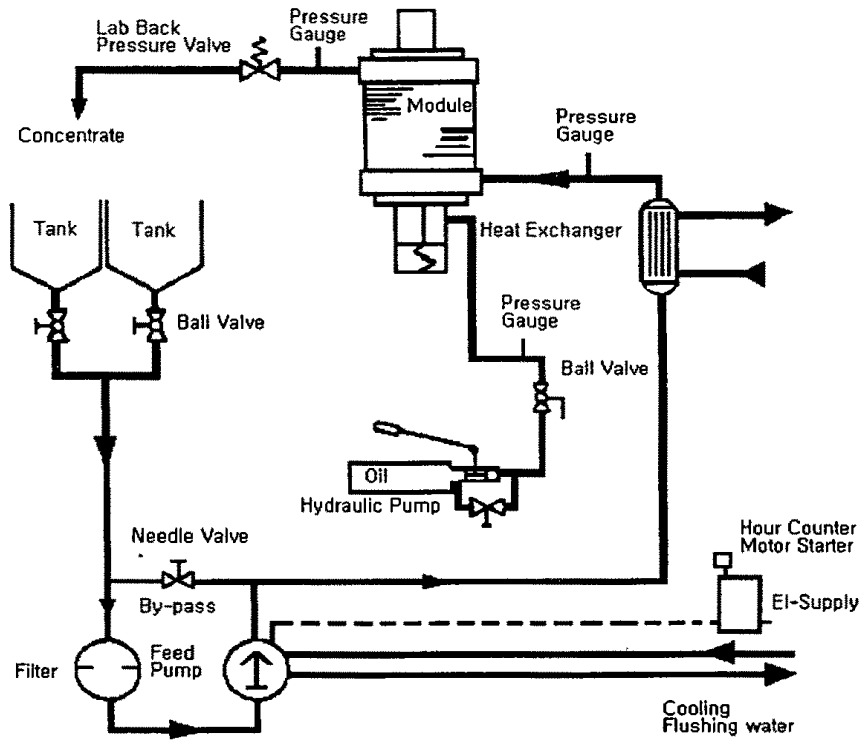 Lab Back
Pressure Valve
Pressure
Gauge
Module
Concentrate
Pressure
Gauge
Tank
Tank
Heat Exchanger
Ball Valve
Pressure
Gauge
Ball Valve
Oil
Hydraulic Pump
Needle Valve
By-pass
Hour Counter
Motor Starter
El-Supply
Filter
Feed
Pump
Cooling
Flushing water